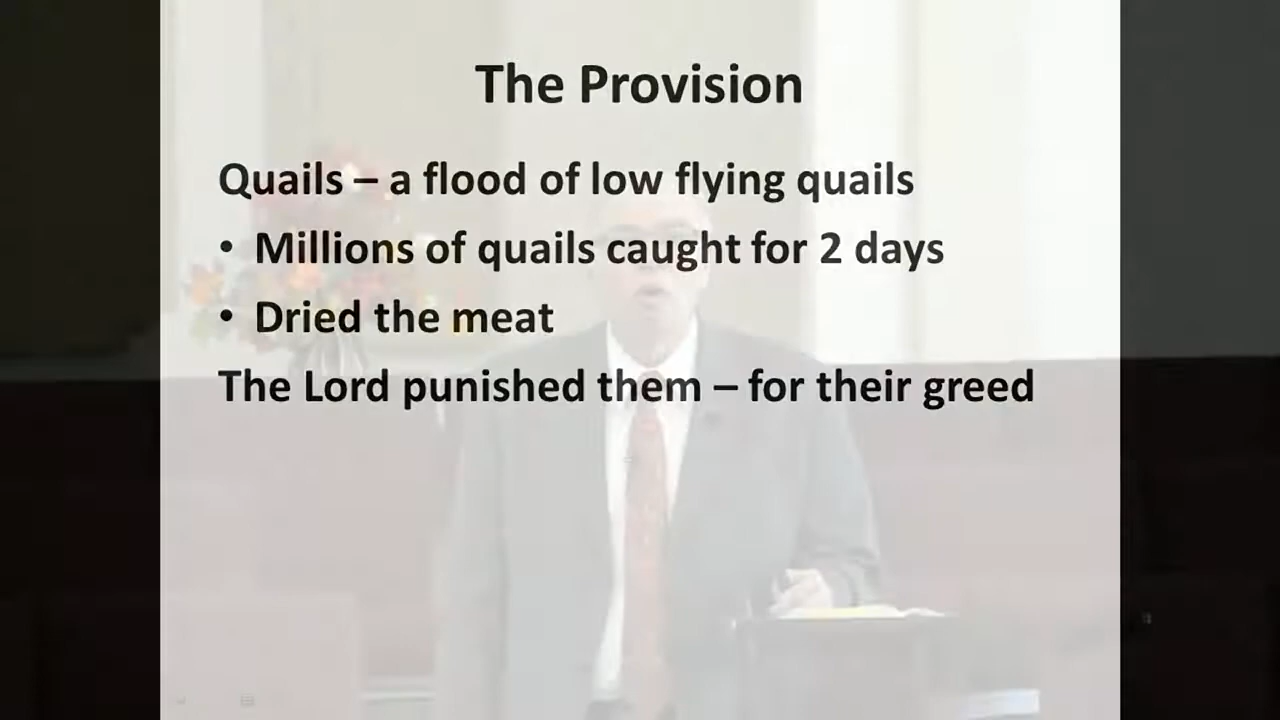 The Provision
Quails – a flood of low flying quails
• Millions of quails caught for 2 days
• Dried the meat
The Lord punished them – for their greed